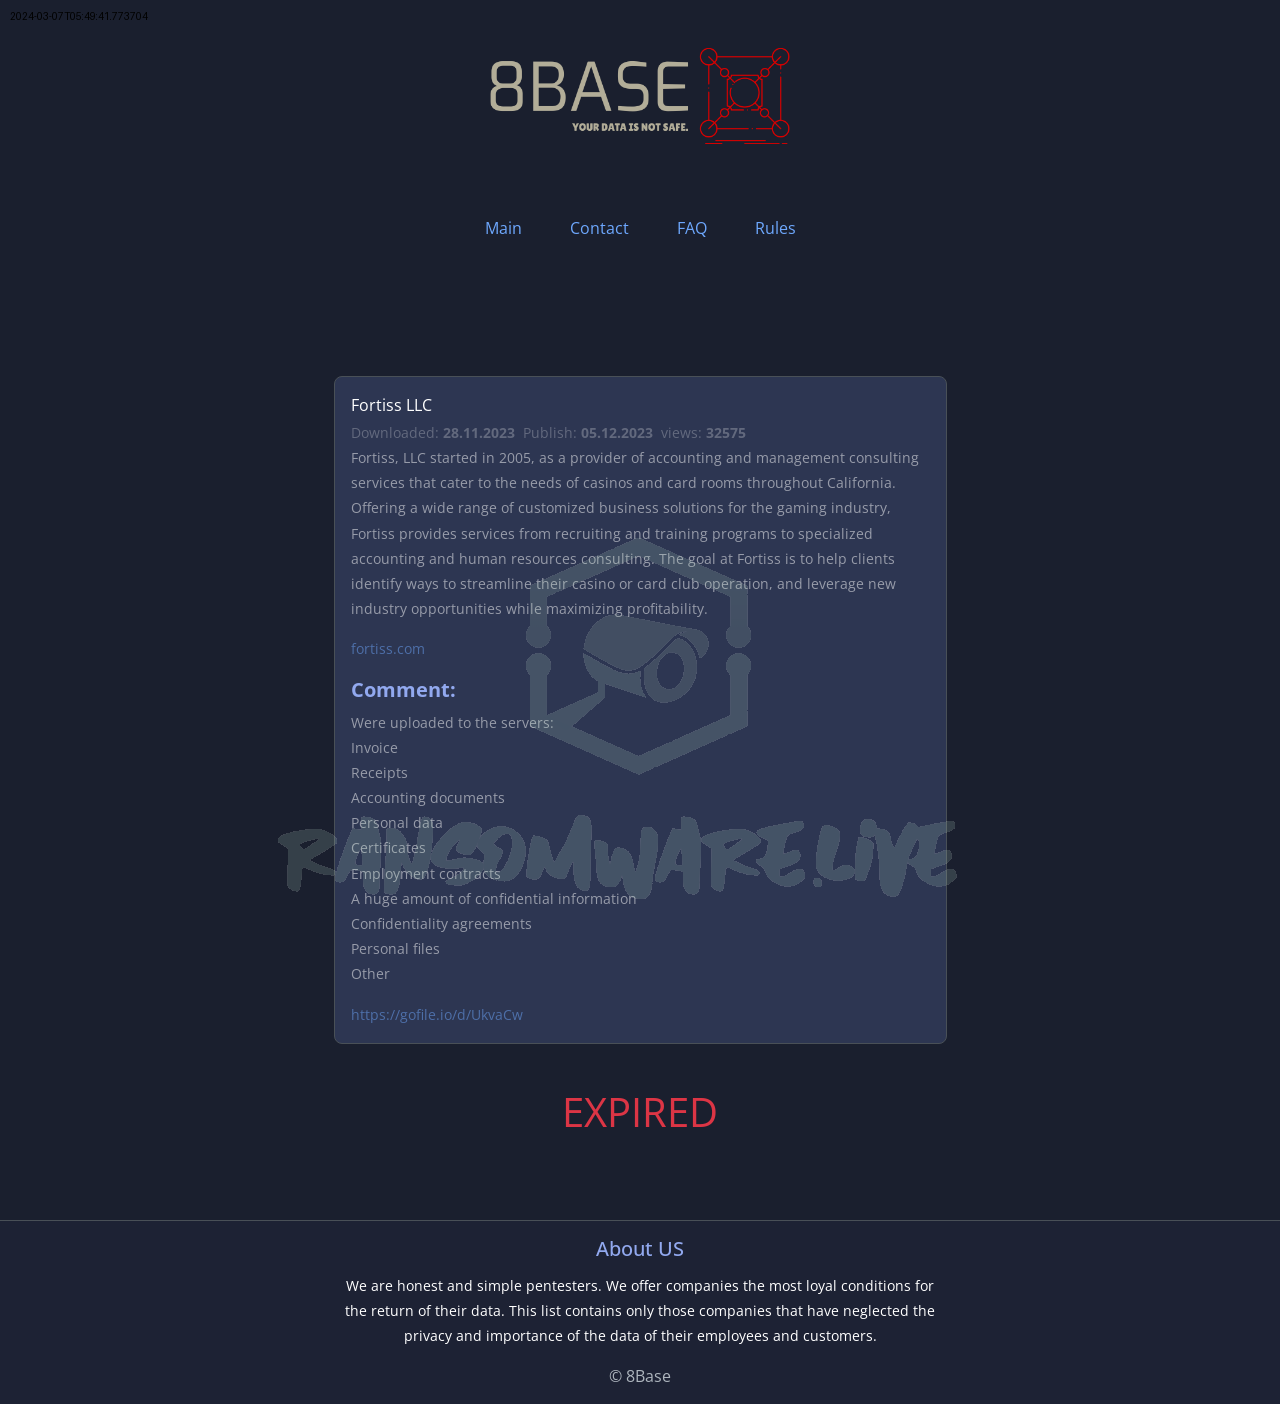 2024-03-07T05:49:41.773704
8BASE
YOUR DATA IS NOT SAFE.
Main Contact FAQ Rules
Fortiss LLC
Downloaded: 28.11.2023 Publish: 05.12.2023 views: 32575
Fortiss, LLC started in 2005, as a provider of accounting and management consulting
services that cater to the needs of casinos and card rooms throughout California.
Offering a wide range of customized business solutions for the gaming industry,
Fortiss provides services from recruiting and training programs to specialized
accounting and human resources consulting. The goal at Fortiss is to help clients
identify ways to streamline their casino or card club operation, and leverage new
industry opportunities while maximizing profitability.
fortiss.com
Comment:
Were uploaded to the servers:
Invoice
Receipts
Accounting documents
Personal data
RANSOMWARE.LIVE
Certificates
Employment contracts
A huge amount of confidential information
Confidentiality agreements
Personal files
Other
https://gofile.io/d/UkvaCw
EXPIRED
About US
We are honest and simple pentesters. We offer companies the most loyal conditions for
the return of their data. This list contains only those companies that have neglected the
privacy and importance of the data of their employees and customers.
© 8Base